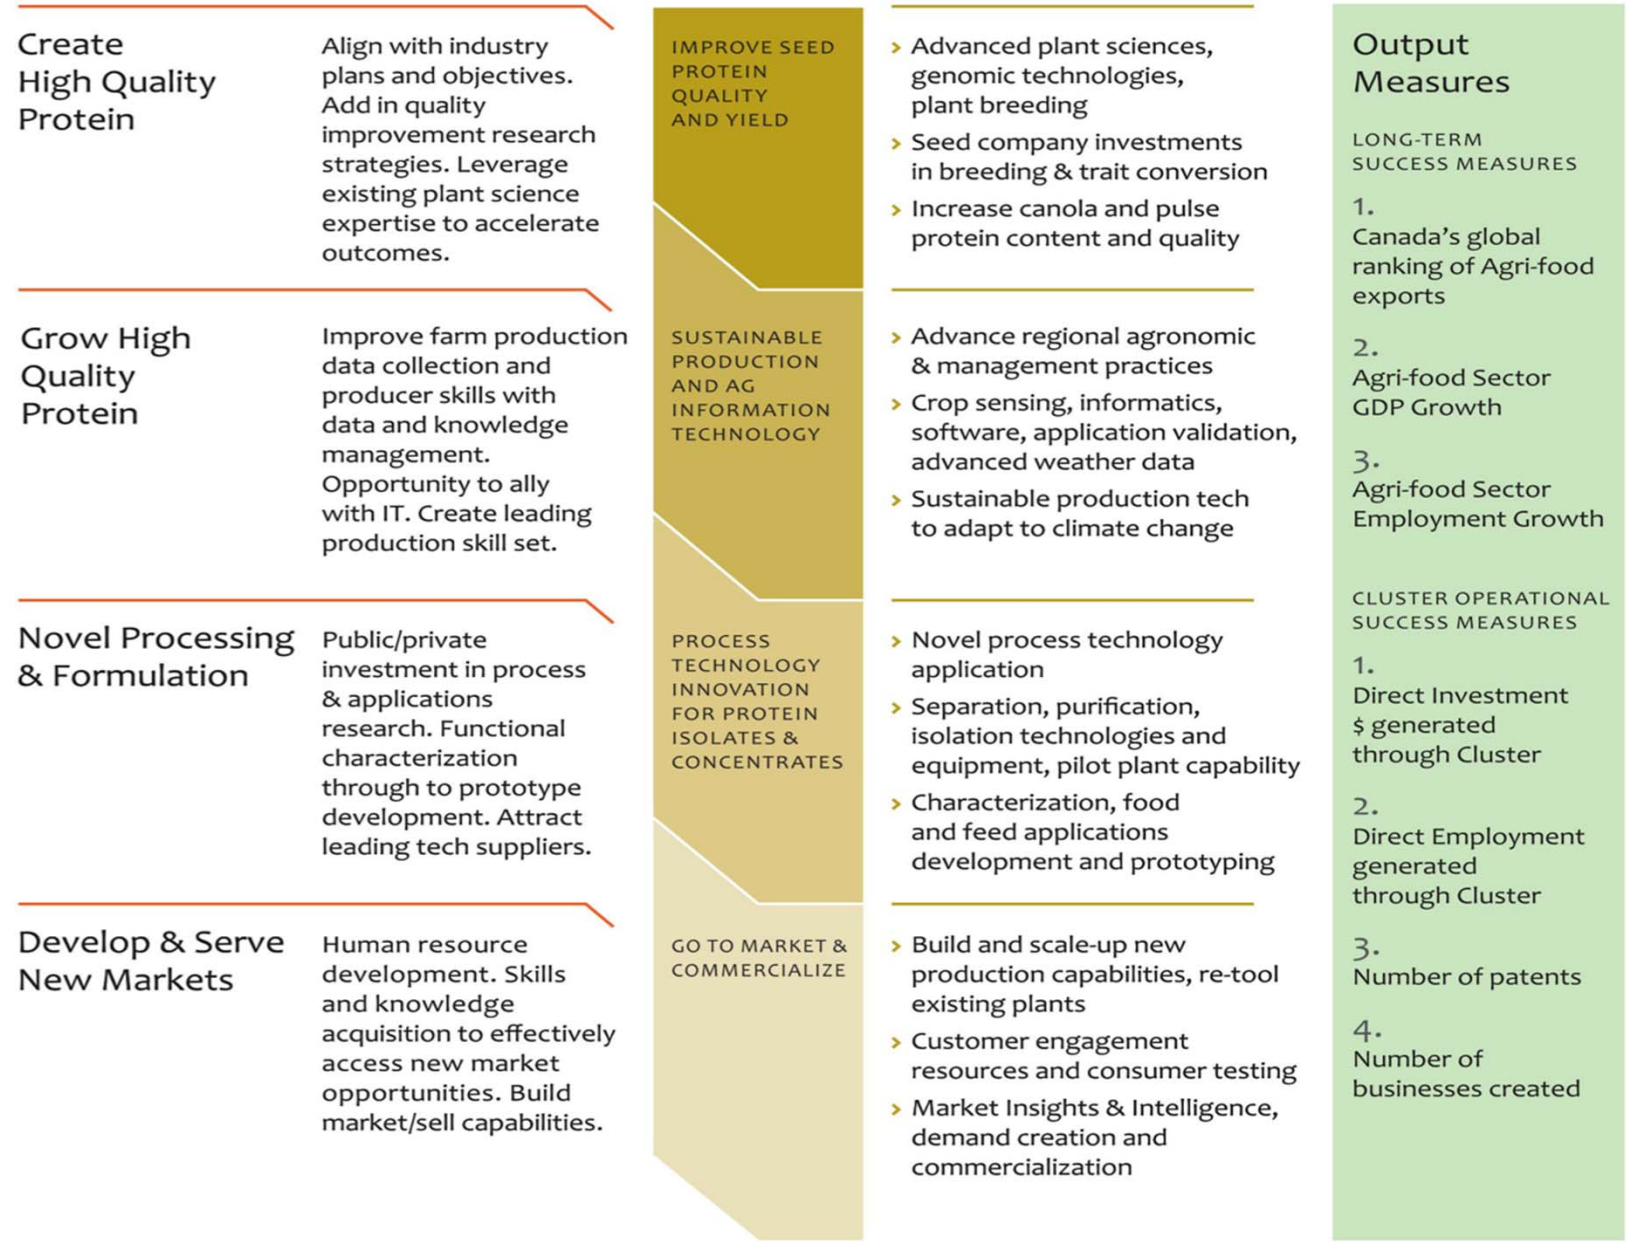 Create
High Quality
Protein
Align with industry
plans and objectives.
Add in quality
improvement research
strategies. Leverage
existing plant science
expertise to accelerate
outcomes.
IMPROVE SEED
PROTEIN
QUALITY
AND YIELD
› Advanced plant sciences,
genomic technologies,
plant breeding
› Seed company investments
in breeding & trait conversion
› Increase canola and pulse
protein content and quality
Grow High
Quality
Protein
Improve farm production
data collection and
producer skills with
data and knowledge
management.
Opportunity to ally
with IT. Create leading
production skill set.
SUSTAINABLE
PRODUCTION
AND AG
INFORMATION
TECHNOLOGY
› Advance regional agronomic
& management practices
› Crop sensing, informatics,
software, application validation,
advanced weather data
› Sustainable production tech
to adapt to climate change
Novel Processing
& Formulation
Public/private
investment in process
& applications
research. Functional
characterization
through to prototype
development. Attract
leading tech suppliers.
PROCESS
TECHNOLOGY
INNOVATION
FOR PROTEIN
ISOLATES &
CONCENTRATES
› Novel process technology
application
› Separation, purification,
isolation technologies and
equipment, pilot plant capability
› Characterization, food
and feed applications
development and prototyping
Develop & Serve
New Markets
Human resource
development. Skills
and knowledge
acquisition to effectively
access new market
opportunities. Build
market/sell capabilities.
GO TO MARKET &
COMMERCIALIZE
› Build and scale-up new
production capabilities, re-tool
existing plants
› Customer engagement
resources and consumer testing
› Market Insights & Intelligence,
demand creation and
commercialization
Output
Measures
LONG-TERM
SUCCESS MEASURES
1.
Canada's global
ranking of Agri-food
exports
2.
Agri-food Sector
GDP Growth
3.
Agri-food Sector
Employment Growth
CLUSTER OPERATIONAL
SUCCESS MEASURES
1.
Direct Investment
$ generated
through Cluster
2.
Direct Employment
generated
through Cluster
3.
Number of patents
4.
Number of
businesses created